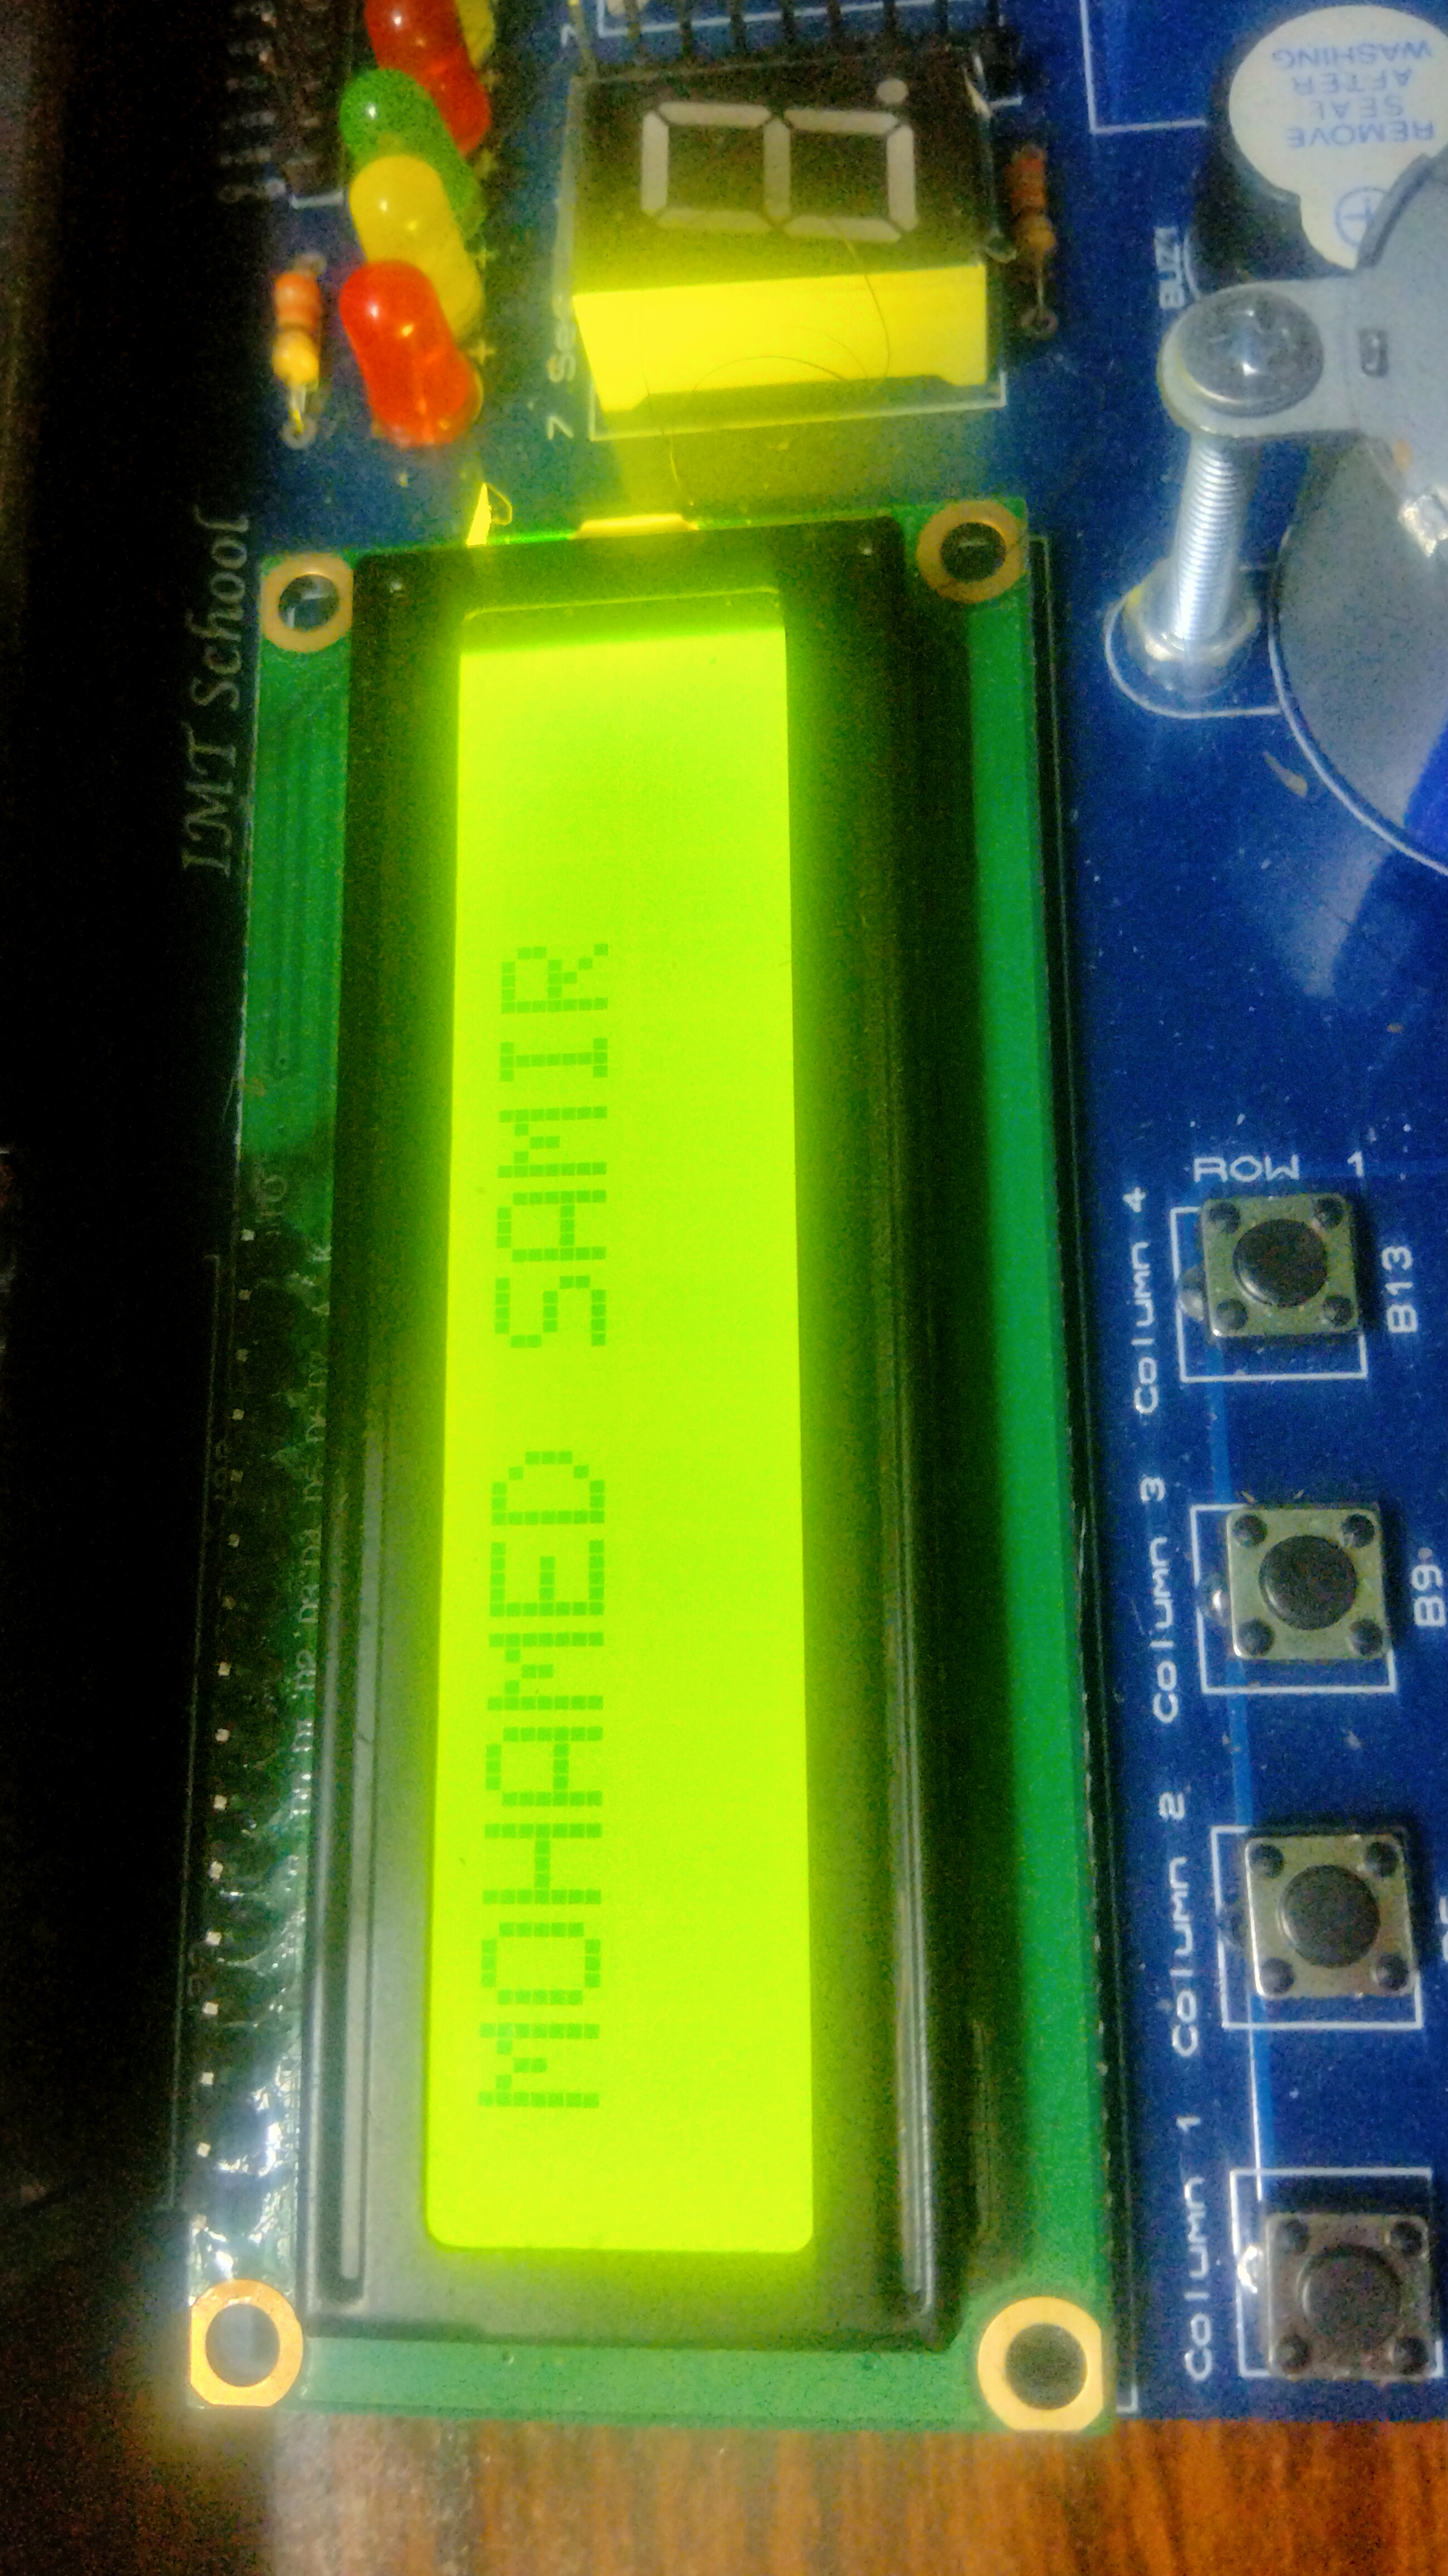 IMT School
MOHAMED SAMIR
7 Seg
REMOVE
SEAL
AFTER
WASHING
BUZ1
ROW 1
Column 4
B13
Column 3
B9
Column 2
Column 1